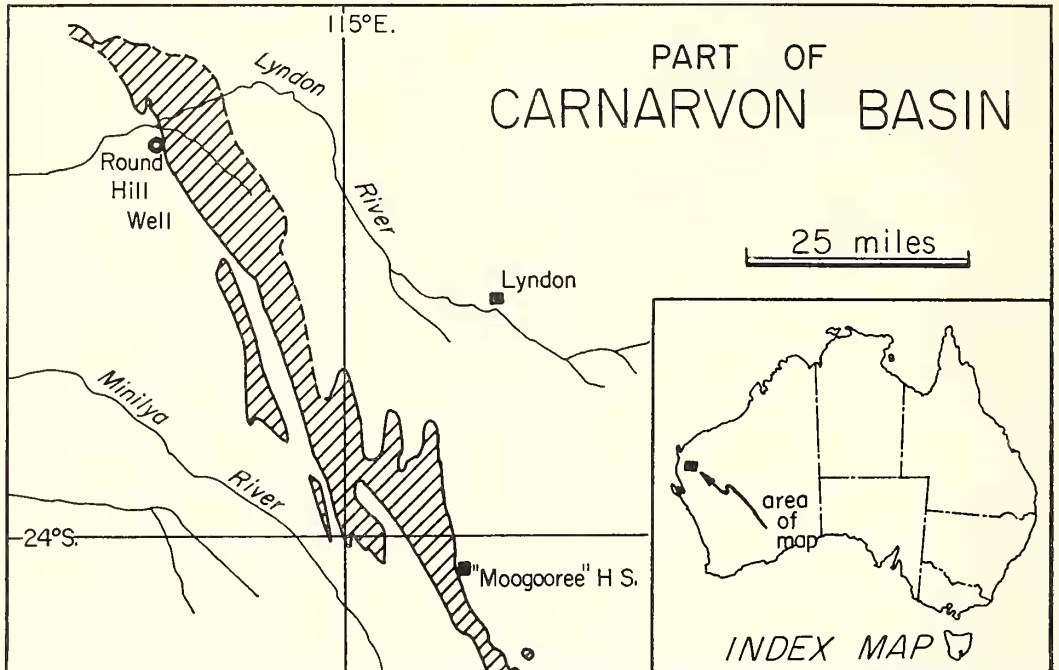 115°E.
PART OF
CARNARVON BASIN
Lyndon
River
Round
Hill
Well
25 miles
Lyndon
Minilya
River
24°S.
"Moogooree" H S.
area
of
map
INDEX MAP